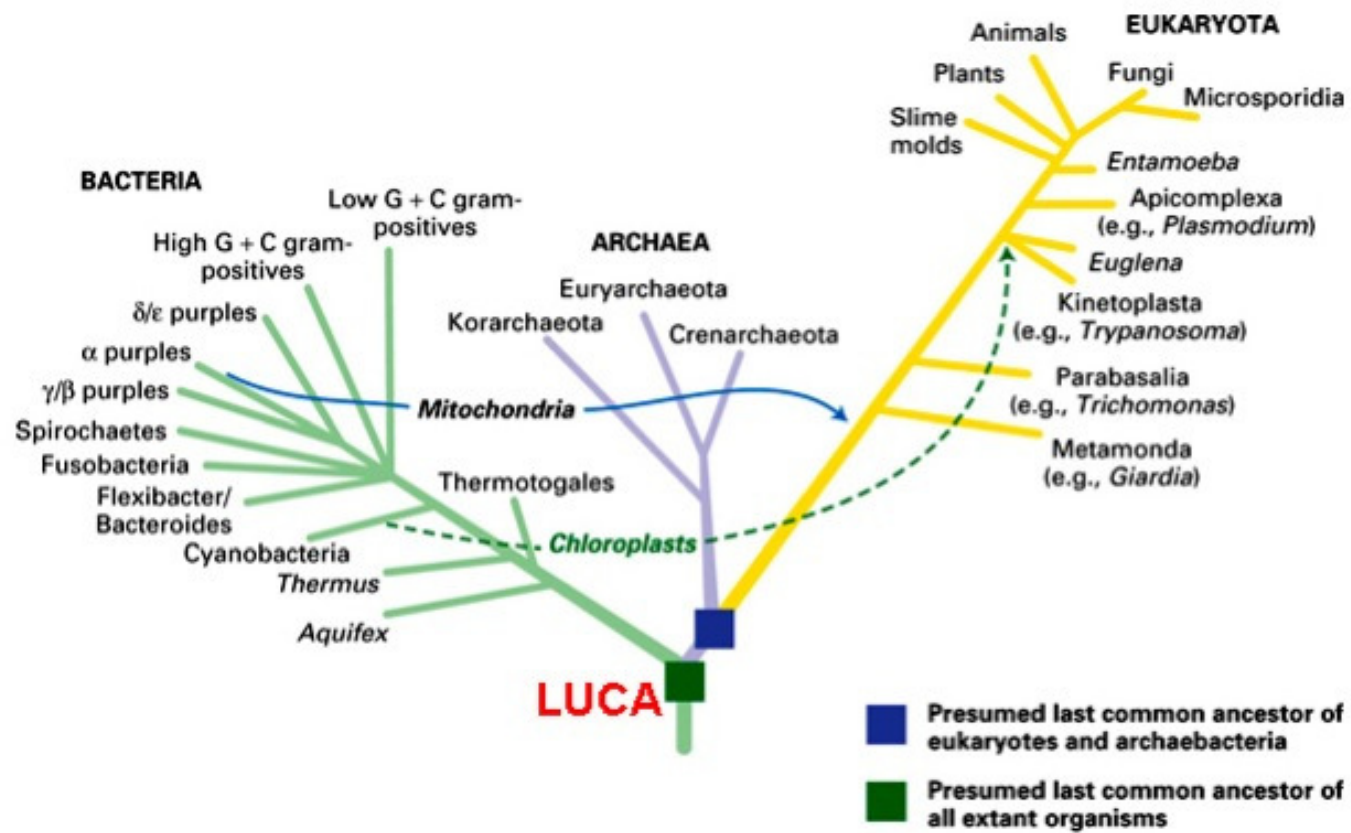 EUKARYOTA
Animals
Plants
Fungi
Microsporidia
Slime
molds
Entamoeba
Apicomplexa
(e.g., Plasmodium)
Euglena
Kinetoplasta
(e.g., Trypanosoma)
Parabasalia
(e.g., Trichomonas)
Metamonda
(e.g., Giardia)
BACTERIA
Low G + C gram-
positives
High G + C gram-
positives
δ/ε purples
α purples
γ/β purples
Spirochaetes
Fusobacteria
Flexibacter/
Bacteroides
Cyanobacteria
Thermus
Aquifex
Thermotogales
ARCHAEA
Euryarchaeota
Korarchaeota
Crenarchaeota
Mitochondria
Chloroplasts
LUCA
Presumed last common ancestor of
eukaryotes and archaebacteria
Presumed last common ancestor of
all extant organisms